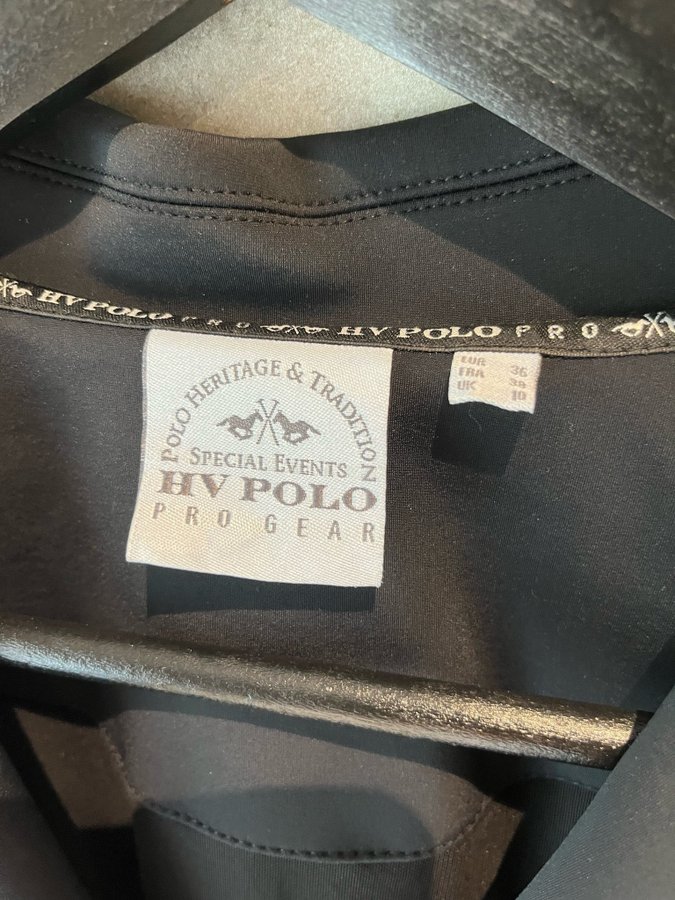 HV POLO PRO HV POLO PRO
POLO HERITAGE & TRADITION
SPECIAL EVENTS
HV POLO
PRO GEAR
EUR 36
FRA 38
UK 10